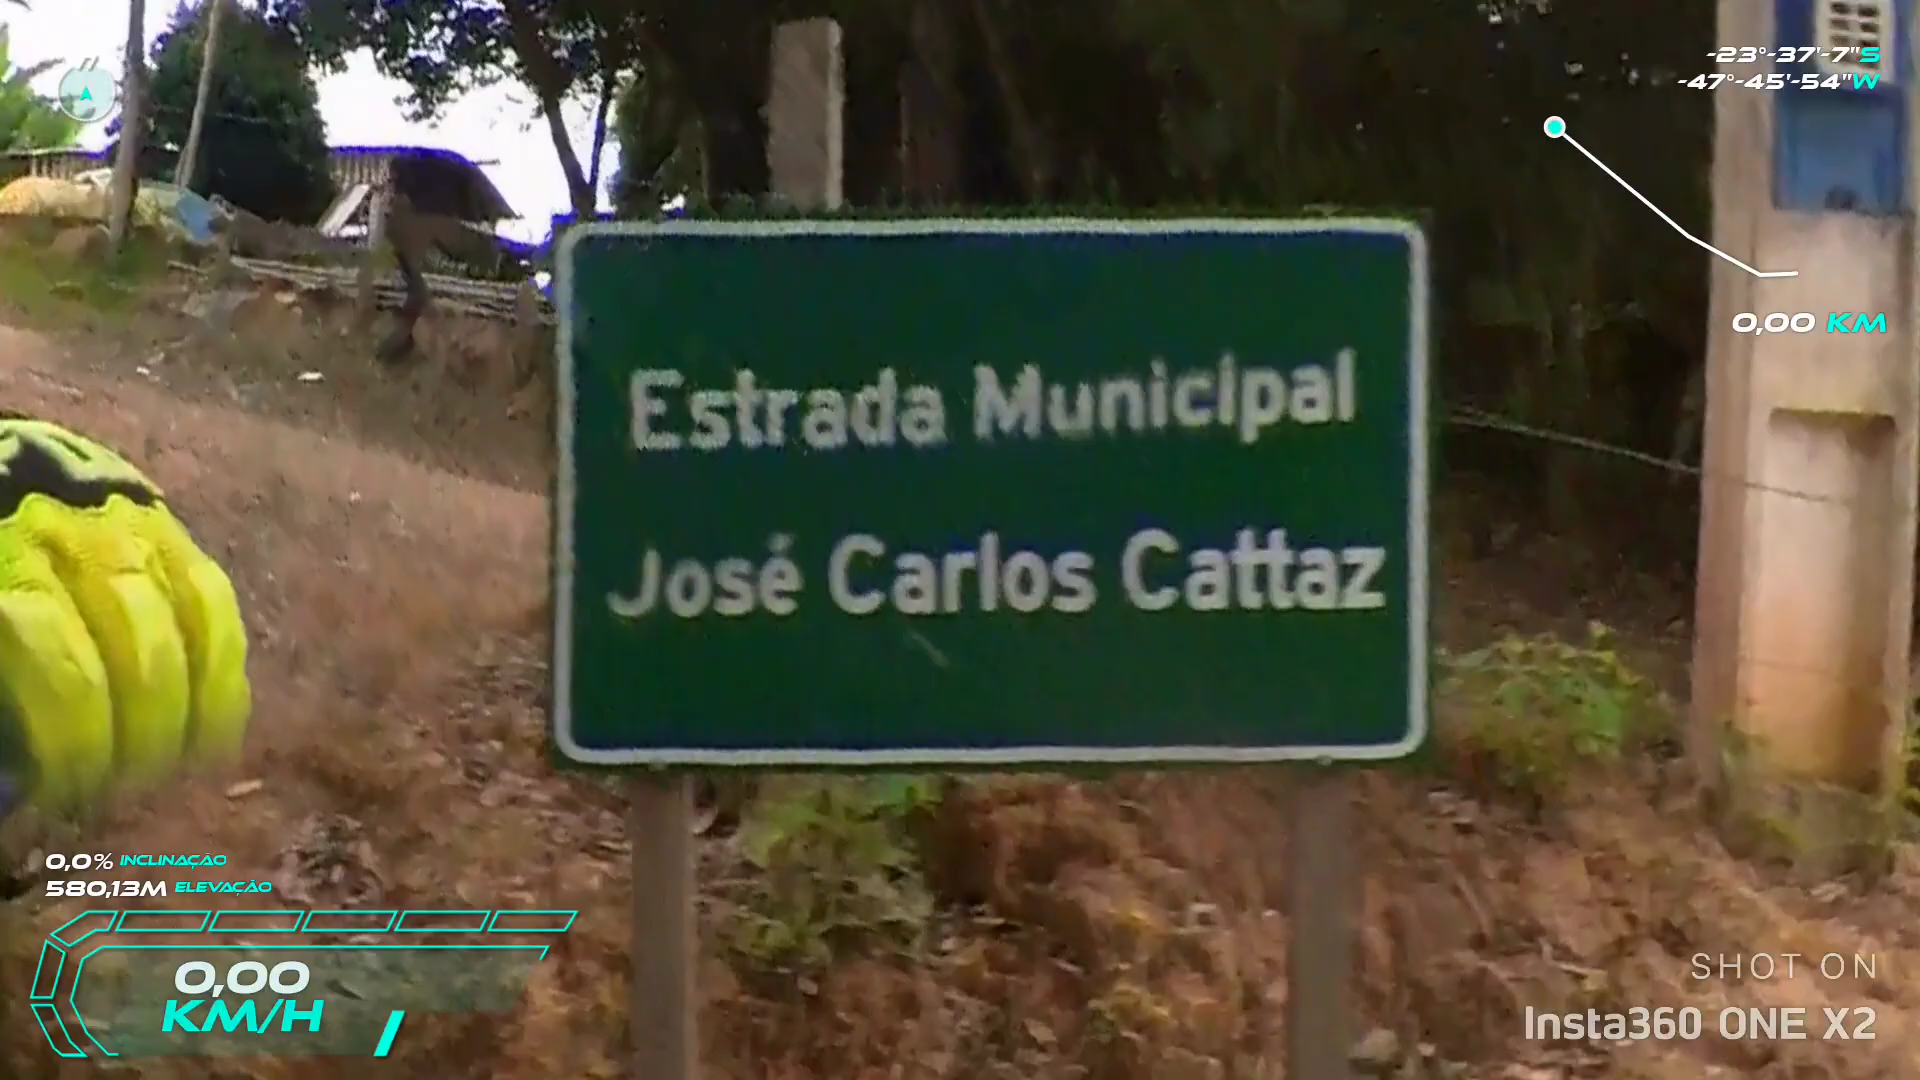 -23°-37'-7"S
-47°-45'-54"W
0,00 KM
Estrada Municipal
José Carlos Cattaz
0,0% INCLINAÇÃO
580,13M ELEVAÇÃO
0,00
KM/H
SHOT ON
Insta360 ONE X2